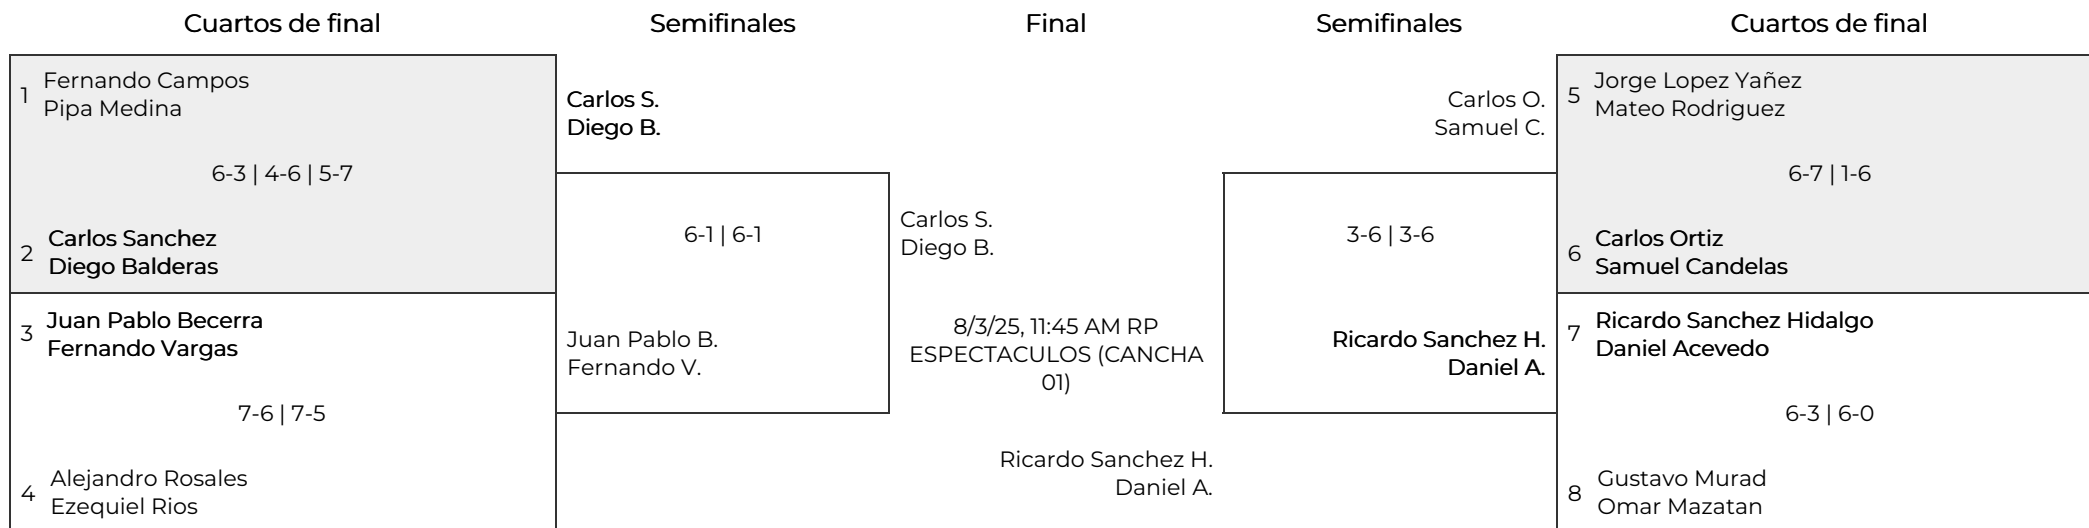 Cuartos de final
Semifinales
Final
Semifinales
Cuartos de final
1
Fernando Campos
Pipa Medina
6-3 | 4-6 | 5-7
2
Carlos Sanchez
Diego Balderas
3
Juan Pablo Becerra
Fernando Vargas
7-6 | 7-5
4
Alejandro Rosales
Ezequiel Rios
Carlos S.
Diego B.
6-1 | 6-1
Juan Pablo B.
Fernando V.
Carlos S.
Diego B.
8/3/25, 11:45 AM RP
ESPECTACULOS (CANCHA
01)
Ricardo Sanchez H.
Daniel A.
Carlos O.
Samuel C.
3-6 | 3-6
Ricardo Sanchez H.
Daniel A.
5
Jorge Lopez Yañez
Mateo Rodriguez
6-7 | 1-6
6
Carlos Ortiz
Samuel Candelas
7
Ricardo Sanchez Hidalgo
Daniel Acevedo
6-3 | 6-0
8
Gustavo Murad
Omar Mazatan